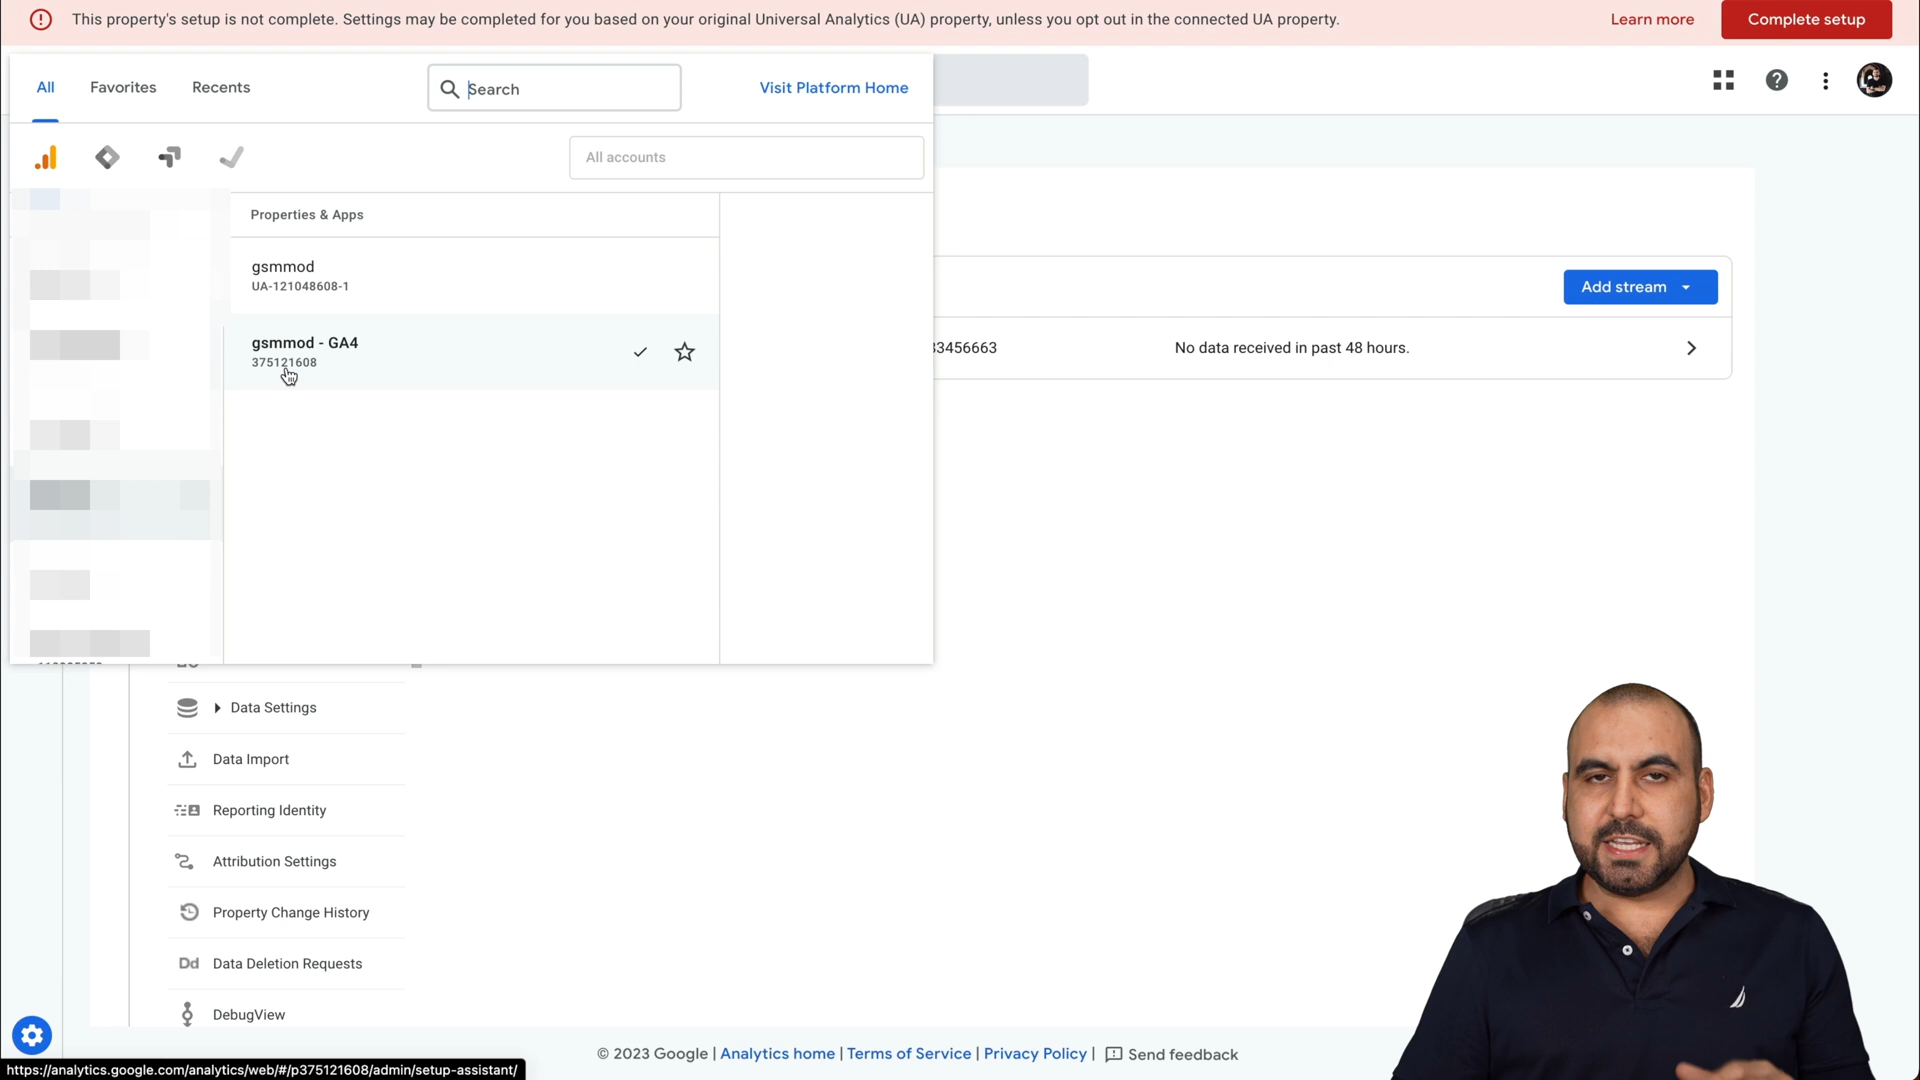 This property's setup is not complete. Settings may be completed for you based on your original Universal Analytics (UA) property, unless you opt out in the connected UA property.
Learn more
Complete setup
All
Favorites
Recents
Search
Visit Platform Home
All accounts
Properties & Apps
gsmmod
UA-121048608-1
gsmmod - GA4
375121608
Add stream
33456663
No data received in past 48 hours.
Data Settings
Data Import
Reporting Identity
Attribution Settings
Property Change History
Dd Data Deletion Requests
DebugView
© 2023 Google | Analytics home | Terms of Service | Privacy Policy | Send feedback
https://analytics.google.com/analytics/web/#/p375121608/admin/setup-assistant/